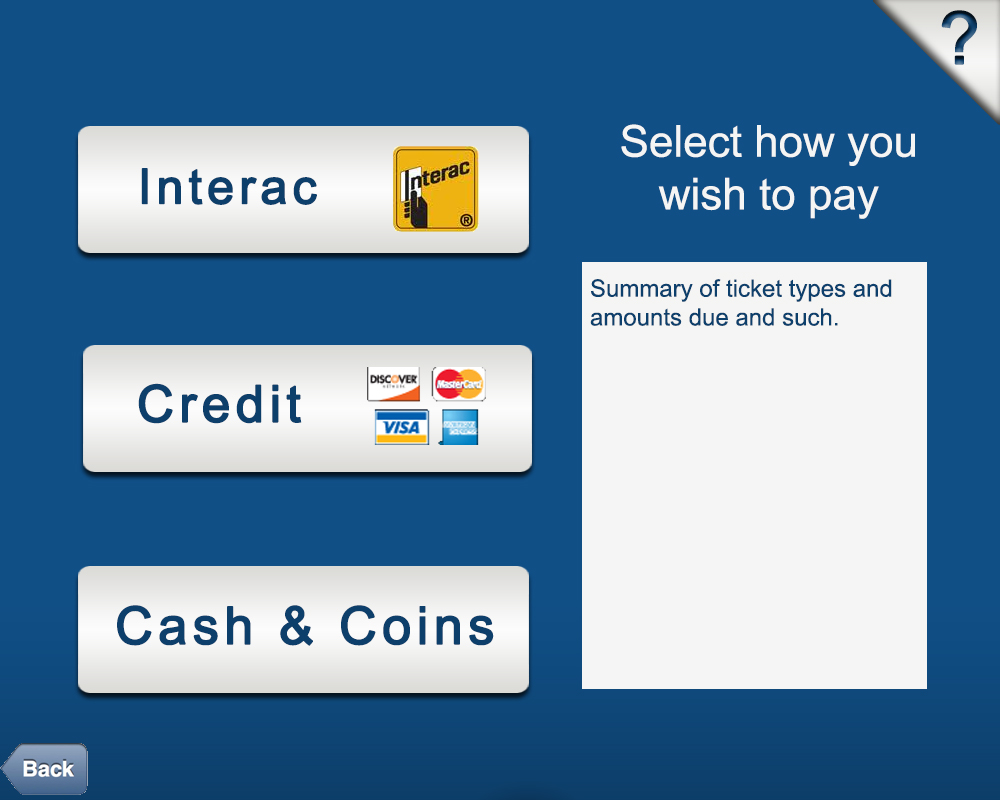 ?
Select how you
wish to pay
Interac
Interac
®
Summary of ticket types and
amounts due and such.
Credit
DISCOVER
MasterCard
VISA
Cash & Coins
Back